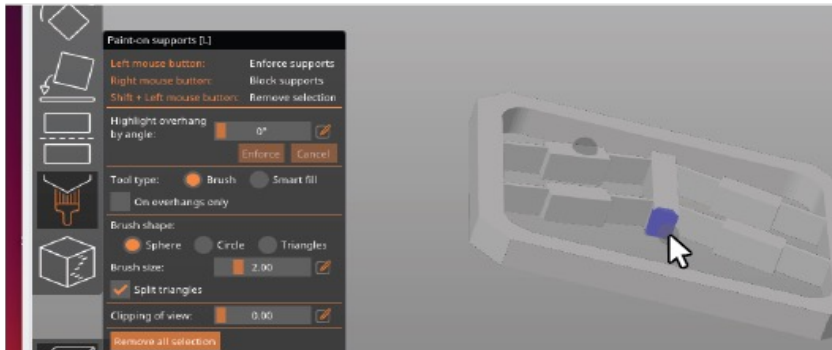 Paint-on supports [L]
Left mouse button: Enforce supports
Right mouse button: Block supports
Shift + Left mouse button: Remove selection
Highlight overhang
by angle: 0°
Enforce Cancel
Tool type: Brush Smart fill
On overhangs only
Brush shape:
Sphere Circle Triangles
Brush size: 2.00
Split triangles
Clipping of view: 0.00
Remove all selection